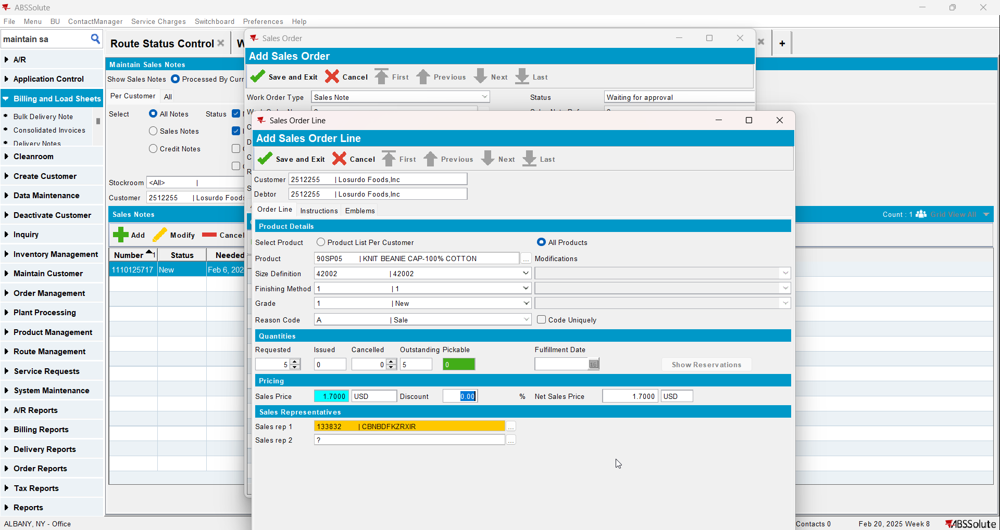 ABSSolute
File Menu BU ContactManager Service Charges Switchboard Preferences Help
maintain sa
Route Status Control
Sales Order
+
Add Sales Order
Maintain Sales Notes
Show Sales Notes Processed By Curr
Save and Exit Cancel First Previous Next Last
Per Customer All
Work Order Type Sales Note Status Waiting for approval
Select All Notes Status
Sales Notes
Credit Notes
Stockroom <All> |
Customer 2512255 | Losurdo Foods
Sales Notes
Count : 1 Grid View All
Add Modify Cancel
Number 1 Status Needed
1110125717 New Feb 6, 202
A/R
Application Control
Billing and Load Sheets
Bulk Delivery Note
Consolidated Invoices
Delivery Notes
Cleanroom
Create Customer
Data Maintenance
Deactivate Customer
Inquiry
Inventory Management
Maintain Customer
Order Management
Plant Processing
Product Management
Route Management
Service Requests
System Maintenance
A/R Reports
Billing Reports
Delivery Reports
Order Reports
Tax Reports
Reports
Sales Order Line
Add Sales Order Line
Save and Exit Cancel First Previous Next Last
Customer 2512255 | Losurdo Foods,Inc
Debtor 2512255 | Losurdo Foods,Inc
Order Line Instructions Emblems
Product Details
Select Product Product List Per Customer All Products
Product 90SP05 | KNIT BEANIE CAP-100% COTTON ... Modifications
Size Definition 42002 | 42002
Finishing Method 1 | 1
Grade 1 | New
Reason Code A | Sale Code Uniquely
Quantities
Requested Issued Cancelled Outstanding Pickable Fulfillment Date
5 0 0 5 0 15 Show Reservations
Pricing
Sales Price 1.7000 USD Discount 0.00 % Net Sales Price 1.7000 USD
Sales Representatives
Sales rep 1 133832 | CBNBDFKZRXIR ...
Sales rep 2 ? ...
ALBANY, NY - Office
Contacts 0 Feb 20, 2025 Week 8 ABSSolute